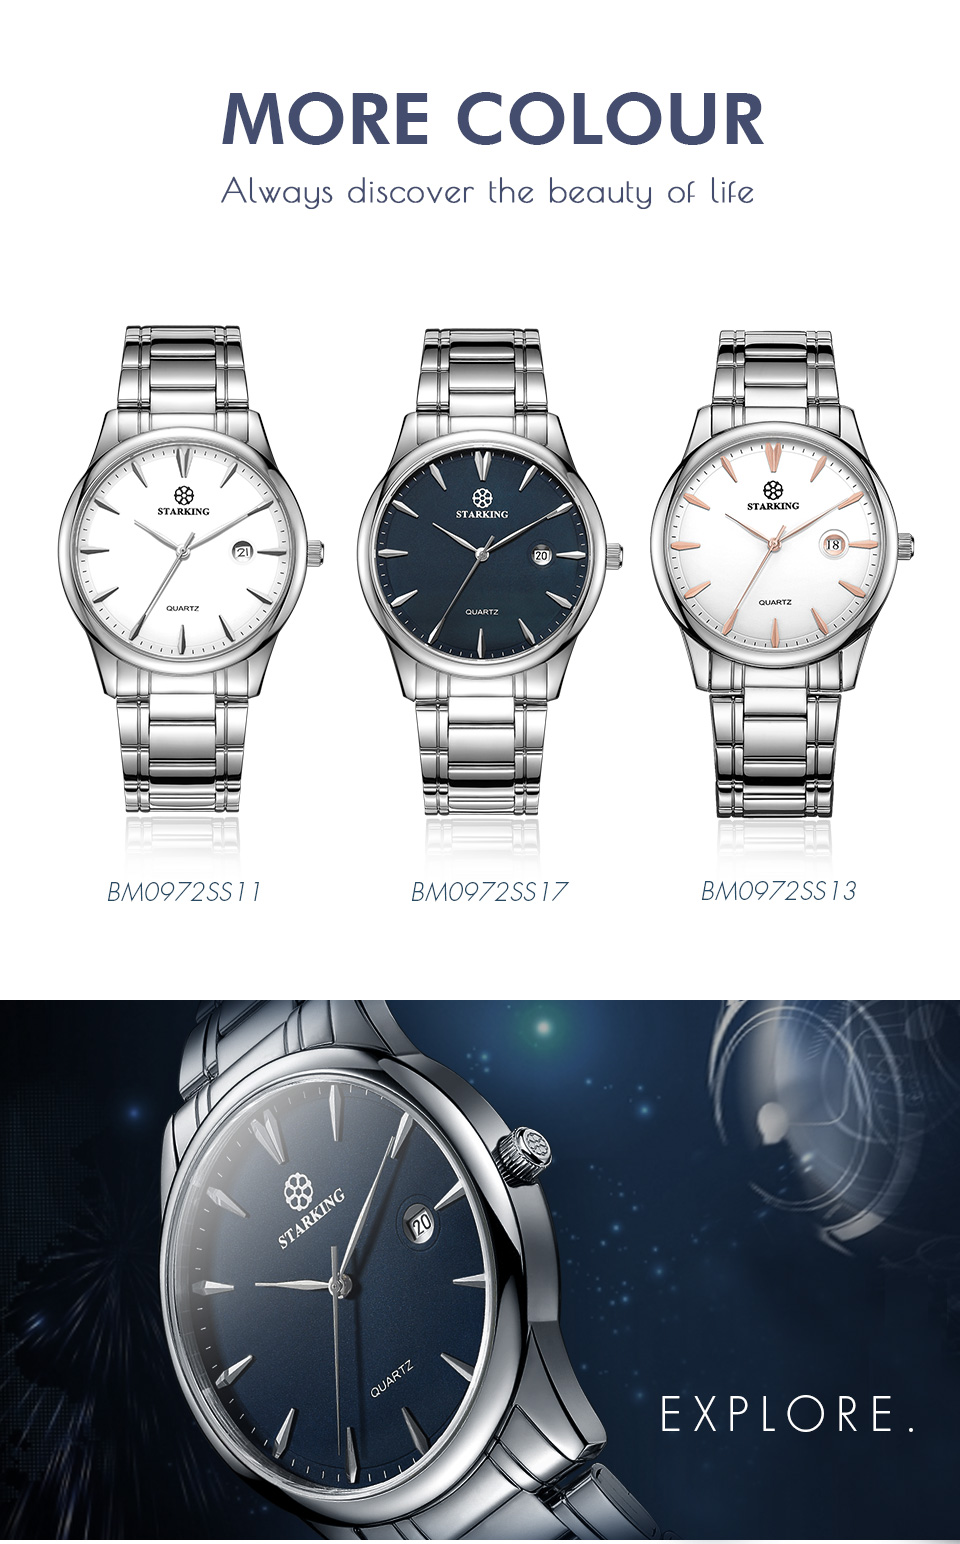 MORE COLOUR
Always discover the beauty of life
STARKING
21
QUARTZ
STARKING
20
QUARTZ
STARKING
18
QUARTZ
BM0972SS11
BM0972SS17
BM0972SS13
STARKING
20
QUARTZ
EXPLORE.